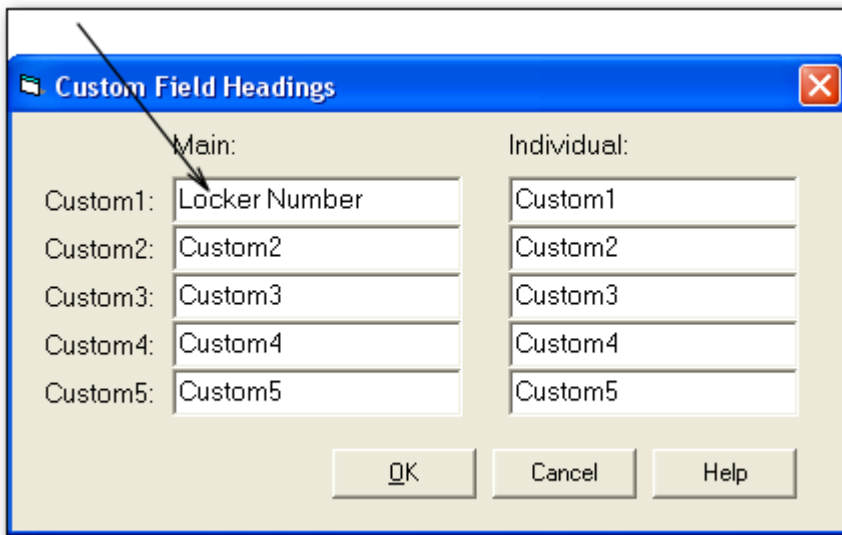 Custom Field Headings
Main: Individual:
Custom1: Locker Number Custom1
Custom2: Custom2 Custom2
Custom3: Custom3 Custom3
Custom4: Custom4 Custom4
Custom5: Custom5 Custom5
OK Cancel Help